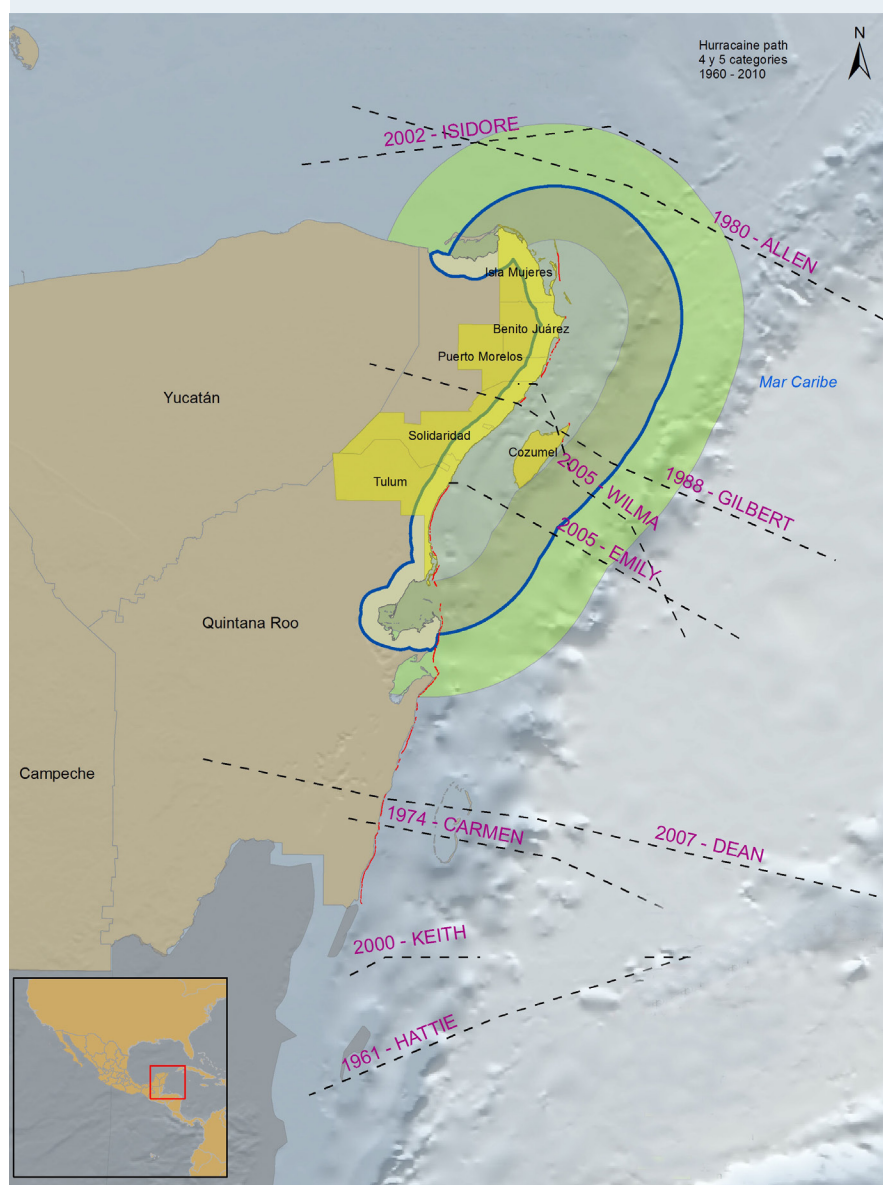 N
Hurracaine path
4 y 5 categories
1960 - 2010
2002 - ISIDORE
1980 - ALLEN
Isla Mujeres
Benito Juárez
Puerto Morelos
Mar Caribe
Yucatán
Solidaridad
Cozumel
Tulum
2005 - WILMA
1988 - GILBERT
2005 - EMILY
Quintana Roo
Campeche
1974 - CARMEN
2007 - DEAN
2000 - KEITH
1961 - HATTIE